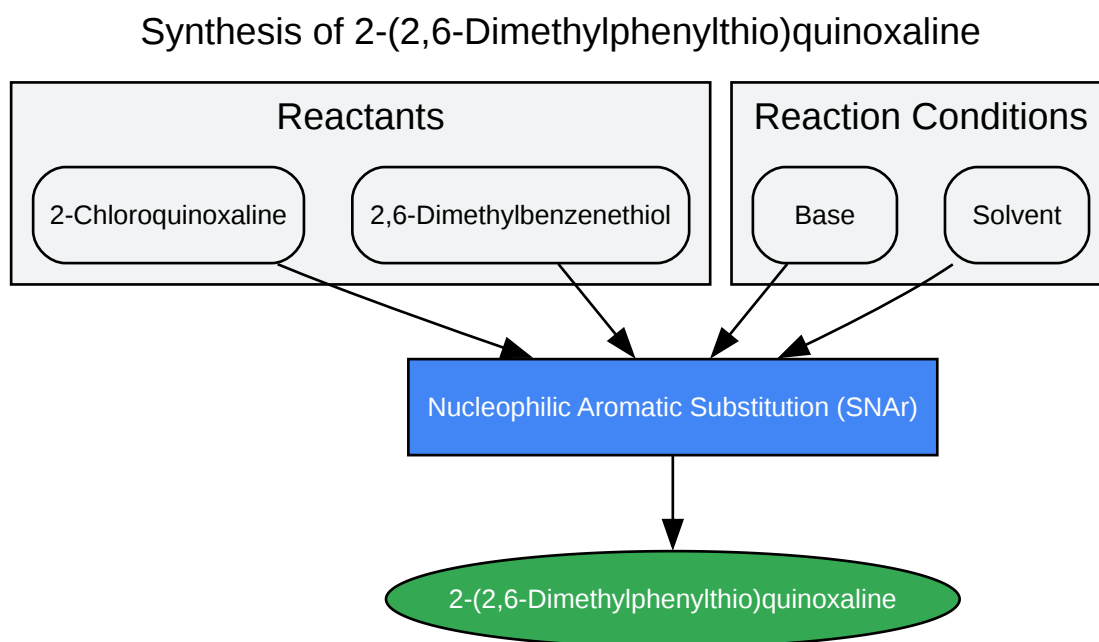 Synthesis of 2-(2,6-Dimethylphenylthio)quinoxaline
Reactants
Reaction Conditions
2-Chloroquinoxaline
2,6-Dimethylbenzenethiol
Base
Solvent
Nucleophilic Aromatic Substitution (SNAr)
2-(2,6-Dimethylphenylthio)quinoxaline